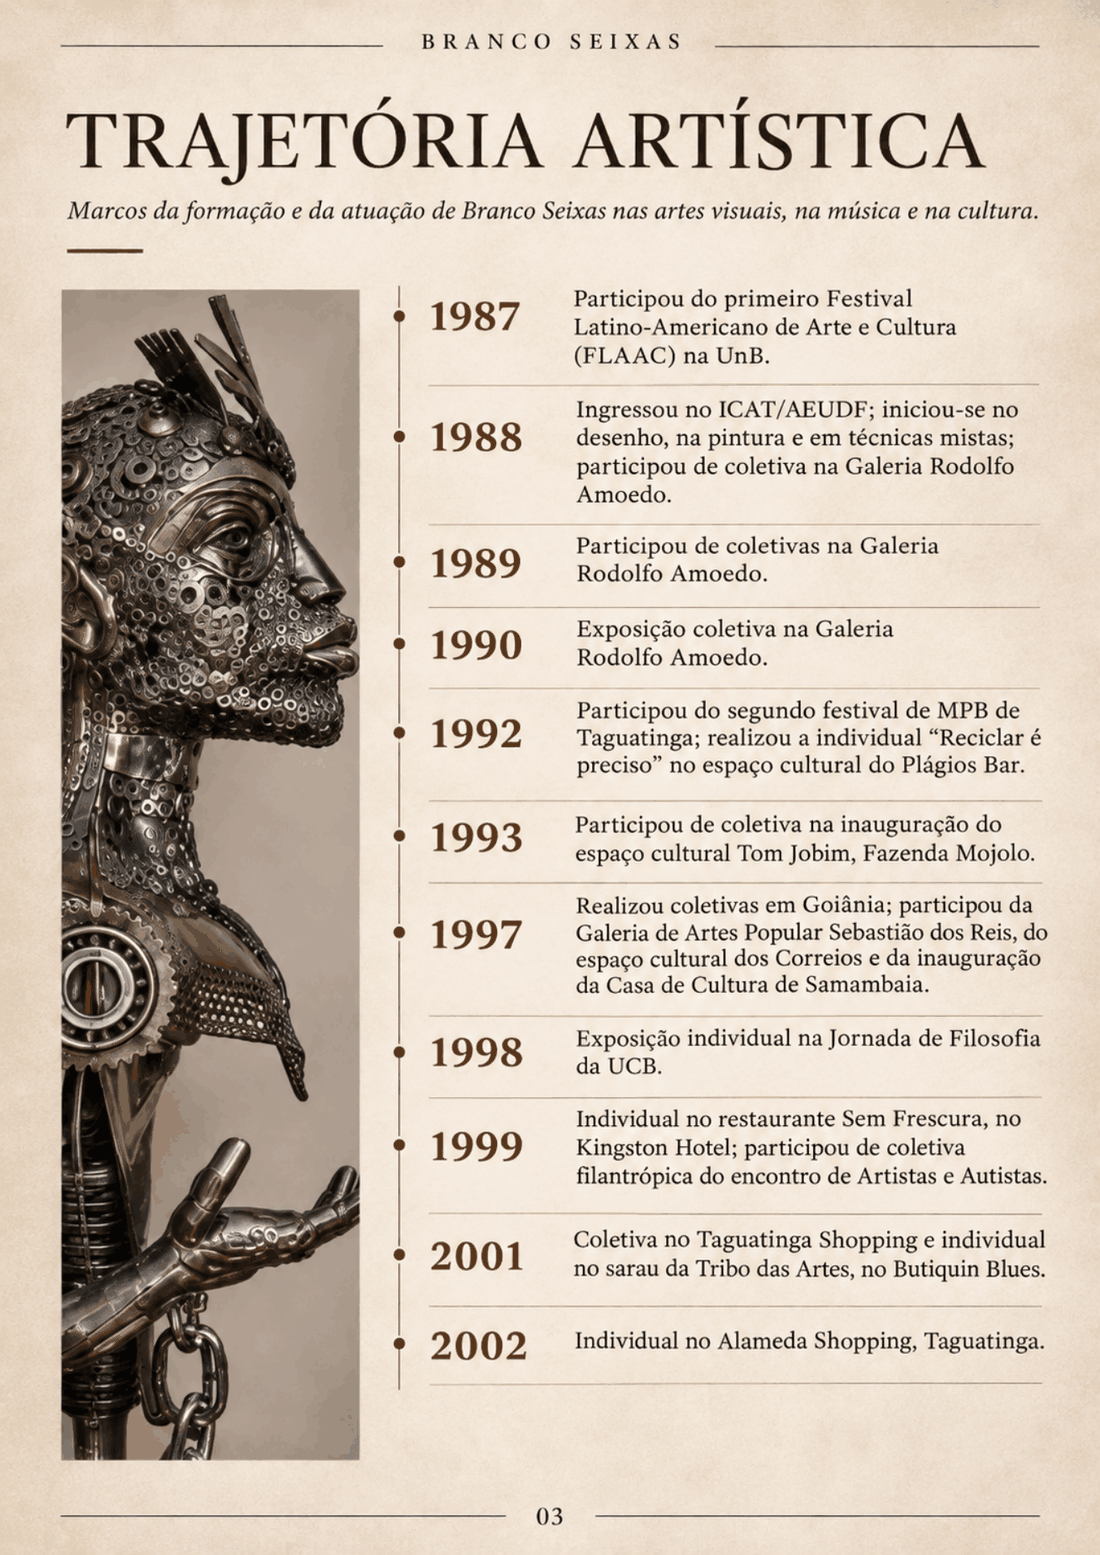 BRANCO SEIXAS
TRAJETÓRIA ARTÍSTICA
Marcos da formação e da atuação de Branco Seixas nas artes visuais, na música e na cultura.
1987
Participou do primeiro Festival
Latino-Americano de Arte e Cultura
(FLAAC) na UnB.
1988
Ingressou no ICAT/AEUDF; iniciou-se no
desenho, na pintura e em técnicas mistas;
participou de coletiva na Galeria Rodolfo
Amoedo.
1989
Participou de coletivas na Galeria
Rodolfo Amoedo.
1990
Exposição coletiva na Galeria
Rodolfo Amoedo.
1992
Participou do segundo festival de MPB de
Taguatinga; realizou a individual “Reciclar é
preciso” no espaço cultural do Plágios Bar.
1993
Participou de coletiva na inauguração do
espaço cultural Tom Jobim, Fazenda Mojolo.
1997
Realizou coletivas em Goiânia; participou da
Galeria de Artes Popular Sebastião dos Reis, do
espaço cultural dos Correios e da inauguração
da Casa de Cultura de Samambaia.
1998
Exposição individual na Jornada de Filosofia
da UCB.
1999
Individual no restaurante Sem Frescura, no
Kingston Hotel; participou de coletiva
filantrópica do encontro de Artistas e Autistas.
2001
Coletiva no Taguatinga Shopping e individual
no sarau da Tribo das Artes, no Butiquin Blues.
2002
Individual no Alameda Shopping, Taguatinga.
03